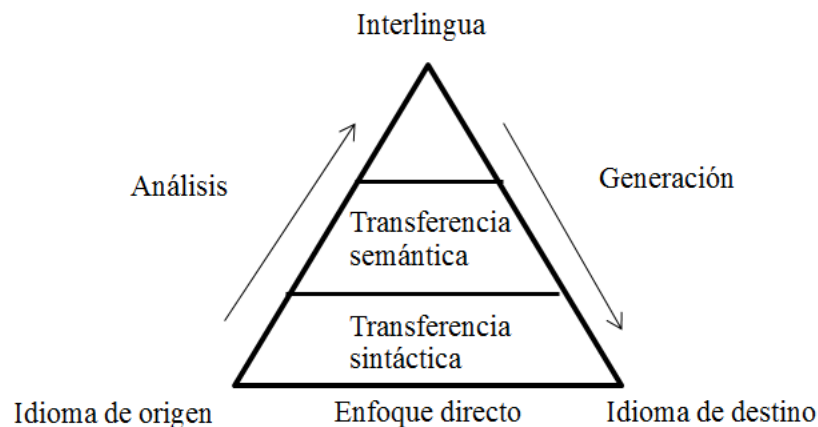 Interlingua
Análisis
Generación
Transferencia
semántica
Transferencia
sintáctica
Idioma de origen
Enfoque directo
Idioma de destino